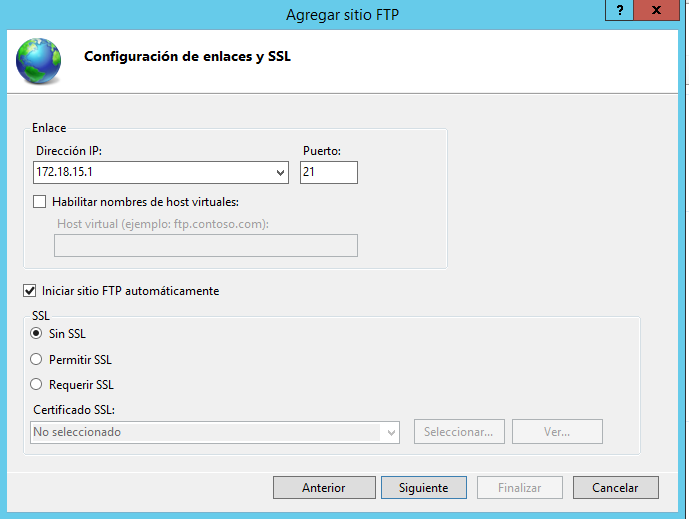 Agregar sitio FTP
?
x
Configuración de enlaces y SSL
Enlace
Dirección IP:
Puerto:
172.18.15.1
21
Habilitar nombres de host virtuales:
Host virtual (ejemplo: ftp.contoso.com):
Iniciar sitio FTP automáticamente
SSL
Sin SSL
Permitir SSL
Requerir SSL
Certificado SSL:
No seleccionado
Seleccionar...
Ver...
Anterior
Siguiente
Finalizar
Cancelar